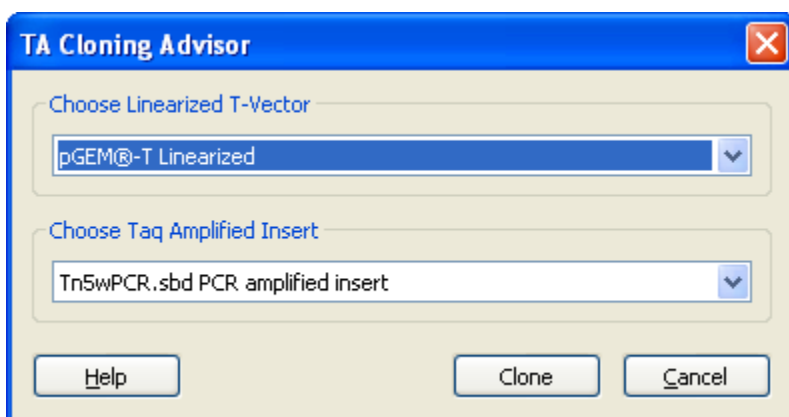 TA Cloning Advisor
Choose Linearized T-Vector
pGEM®-T Linearized
Choose Taq Amplified Insert
Tn5wPCR.sbd PCR amplified insert
Help Clone Cancel